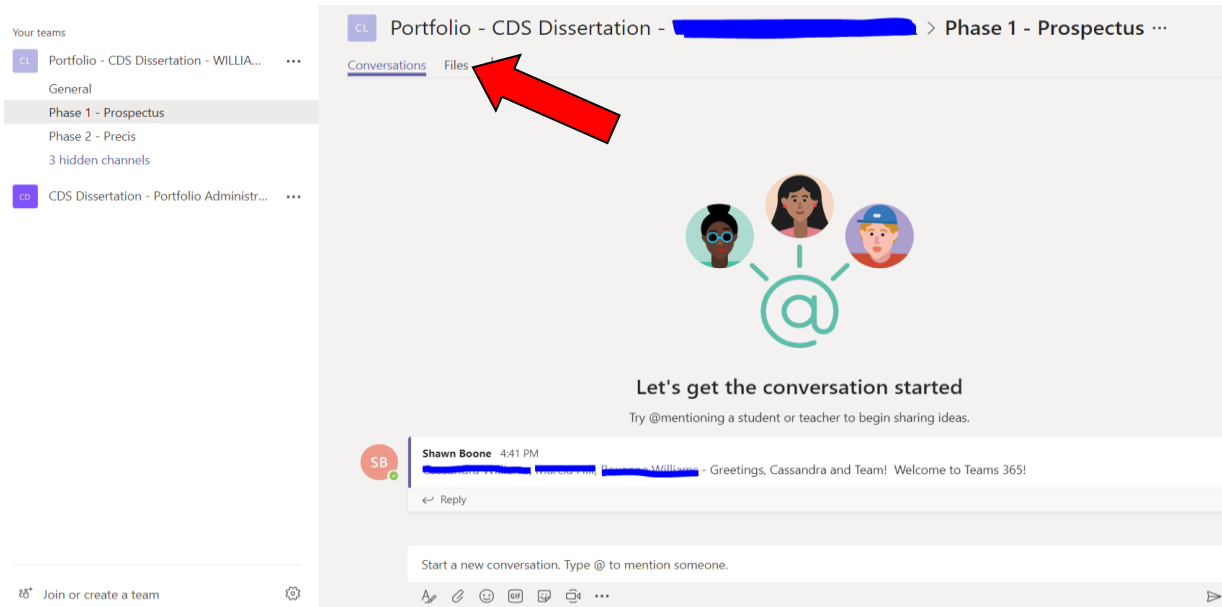 Your teams
CL Portfolio - CDS Dissertation - WILLIA... ...
General
Phase 1 - Prospectus
Phase 2 - Precis
3 hidden channels
CD CDS Dissertation - Portfolio Administr... ...
Join or create a team
CL Portfolio - CDS Dissertation - > Phase 1 - Prospectus ...
Conversations Files
@
Let's get the conversation started
Try @mentioning a student or teacher to begin sharing ideas.
SB Shawn Boone 4:41 PM
- Greetings, Cassandra and Team! Welcome to Teams 365!
Reply
Start a new conversation. Type @ to mention someone.
GIF ...